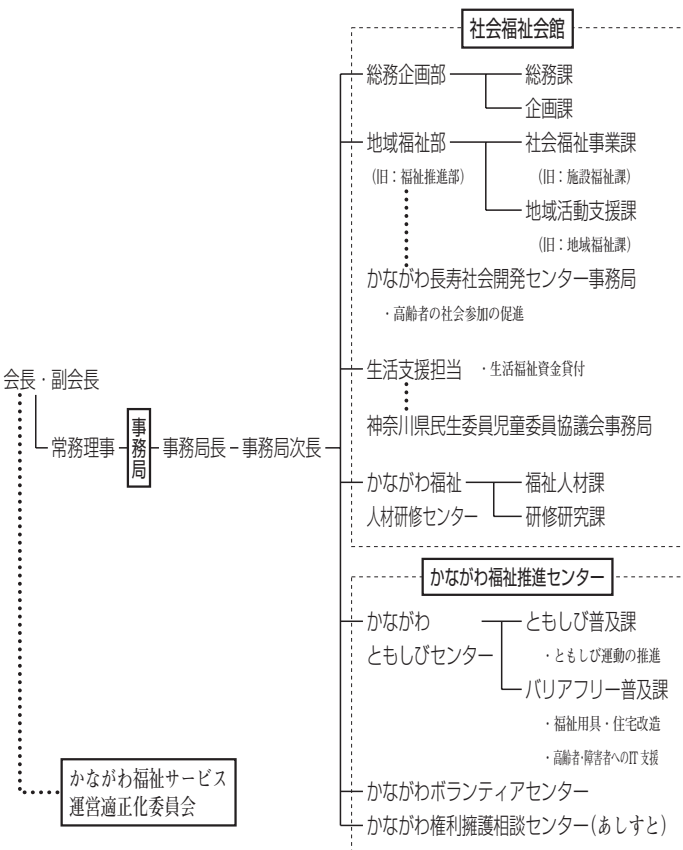 社会福祉会館
総務企画部
総務課
企画課
地域福祉部
社会福祉事業課
(旧:福祉推進部)
(旧:施設福祉課)
地域活動支援課
(旧:地域福祉課)
かながわ長寿社会開発センター事務局
・高齢者の社会参加の促進
生活支援担当 ・生活福祉資金貸付
会長・副会長
神奈川県民生委員児童委員協議会事務局
常務理事
事務局
事務局長
事務局次長
かながわ福祉
人材研修センター
福祉人材課
研修研究課
かながわ福祉推進センター
かながわ
ともしびセンター
ともしび普及課
・ともしび運動の推進
バリアフリー普及課
・福祉用具・住宅改造
・高齢者・障害者へのIT支援
かながわ福祉サービス
運営適正化委員会
かながわボランティアセンター
かながわ権利擁護相談センター(あしすと)